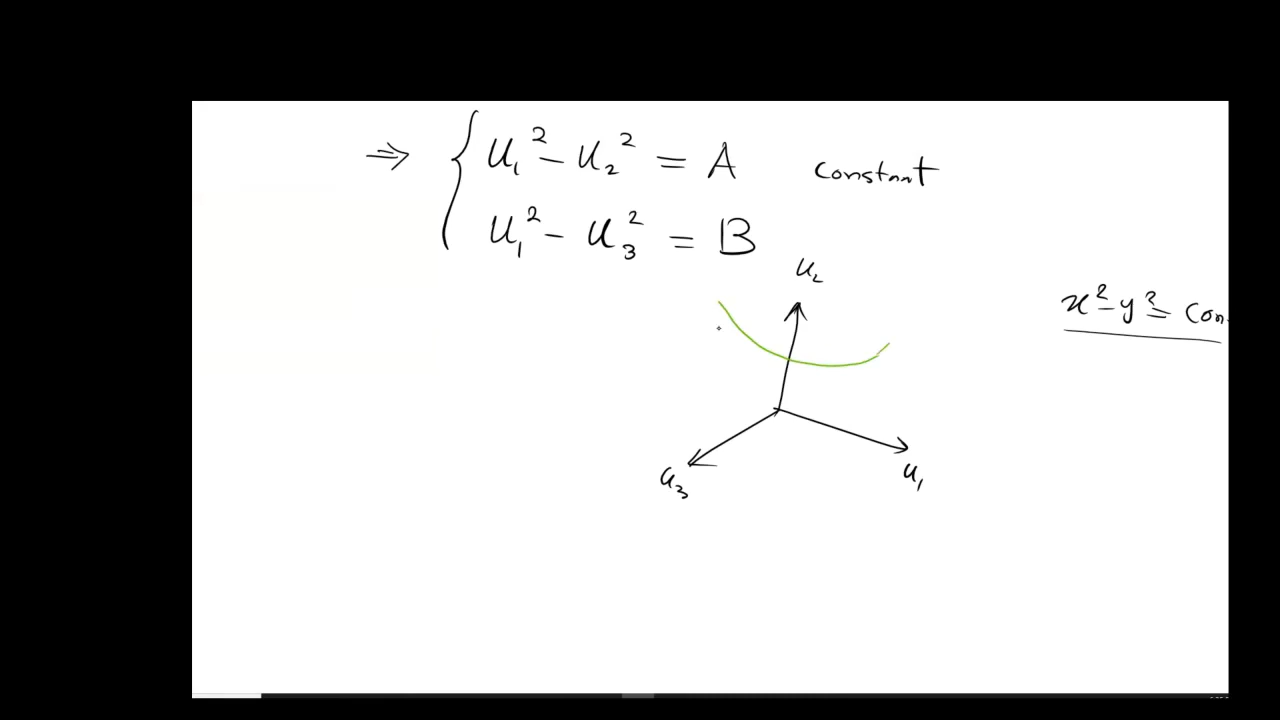 ⇒ { u₁² - u₂² = A constant
u₁² - u₃² = B
u₂
x² - y² = Con
u₃
u₁